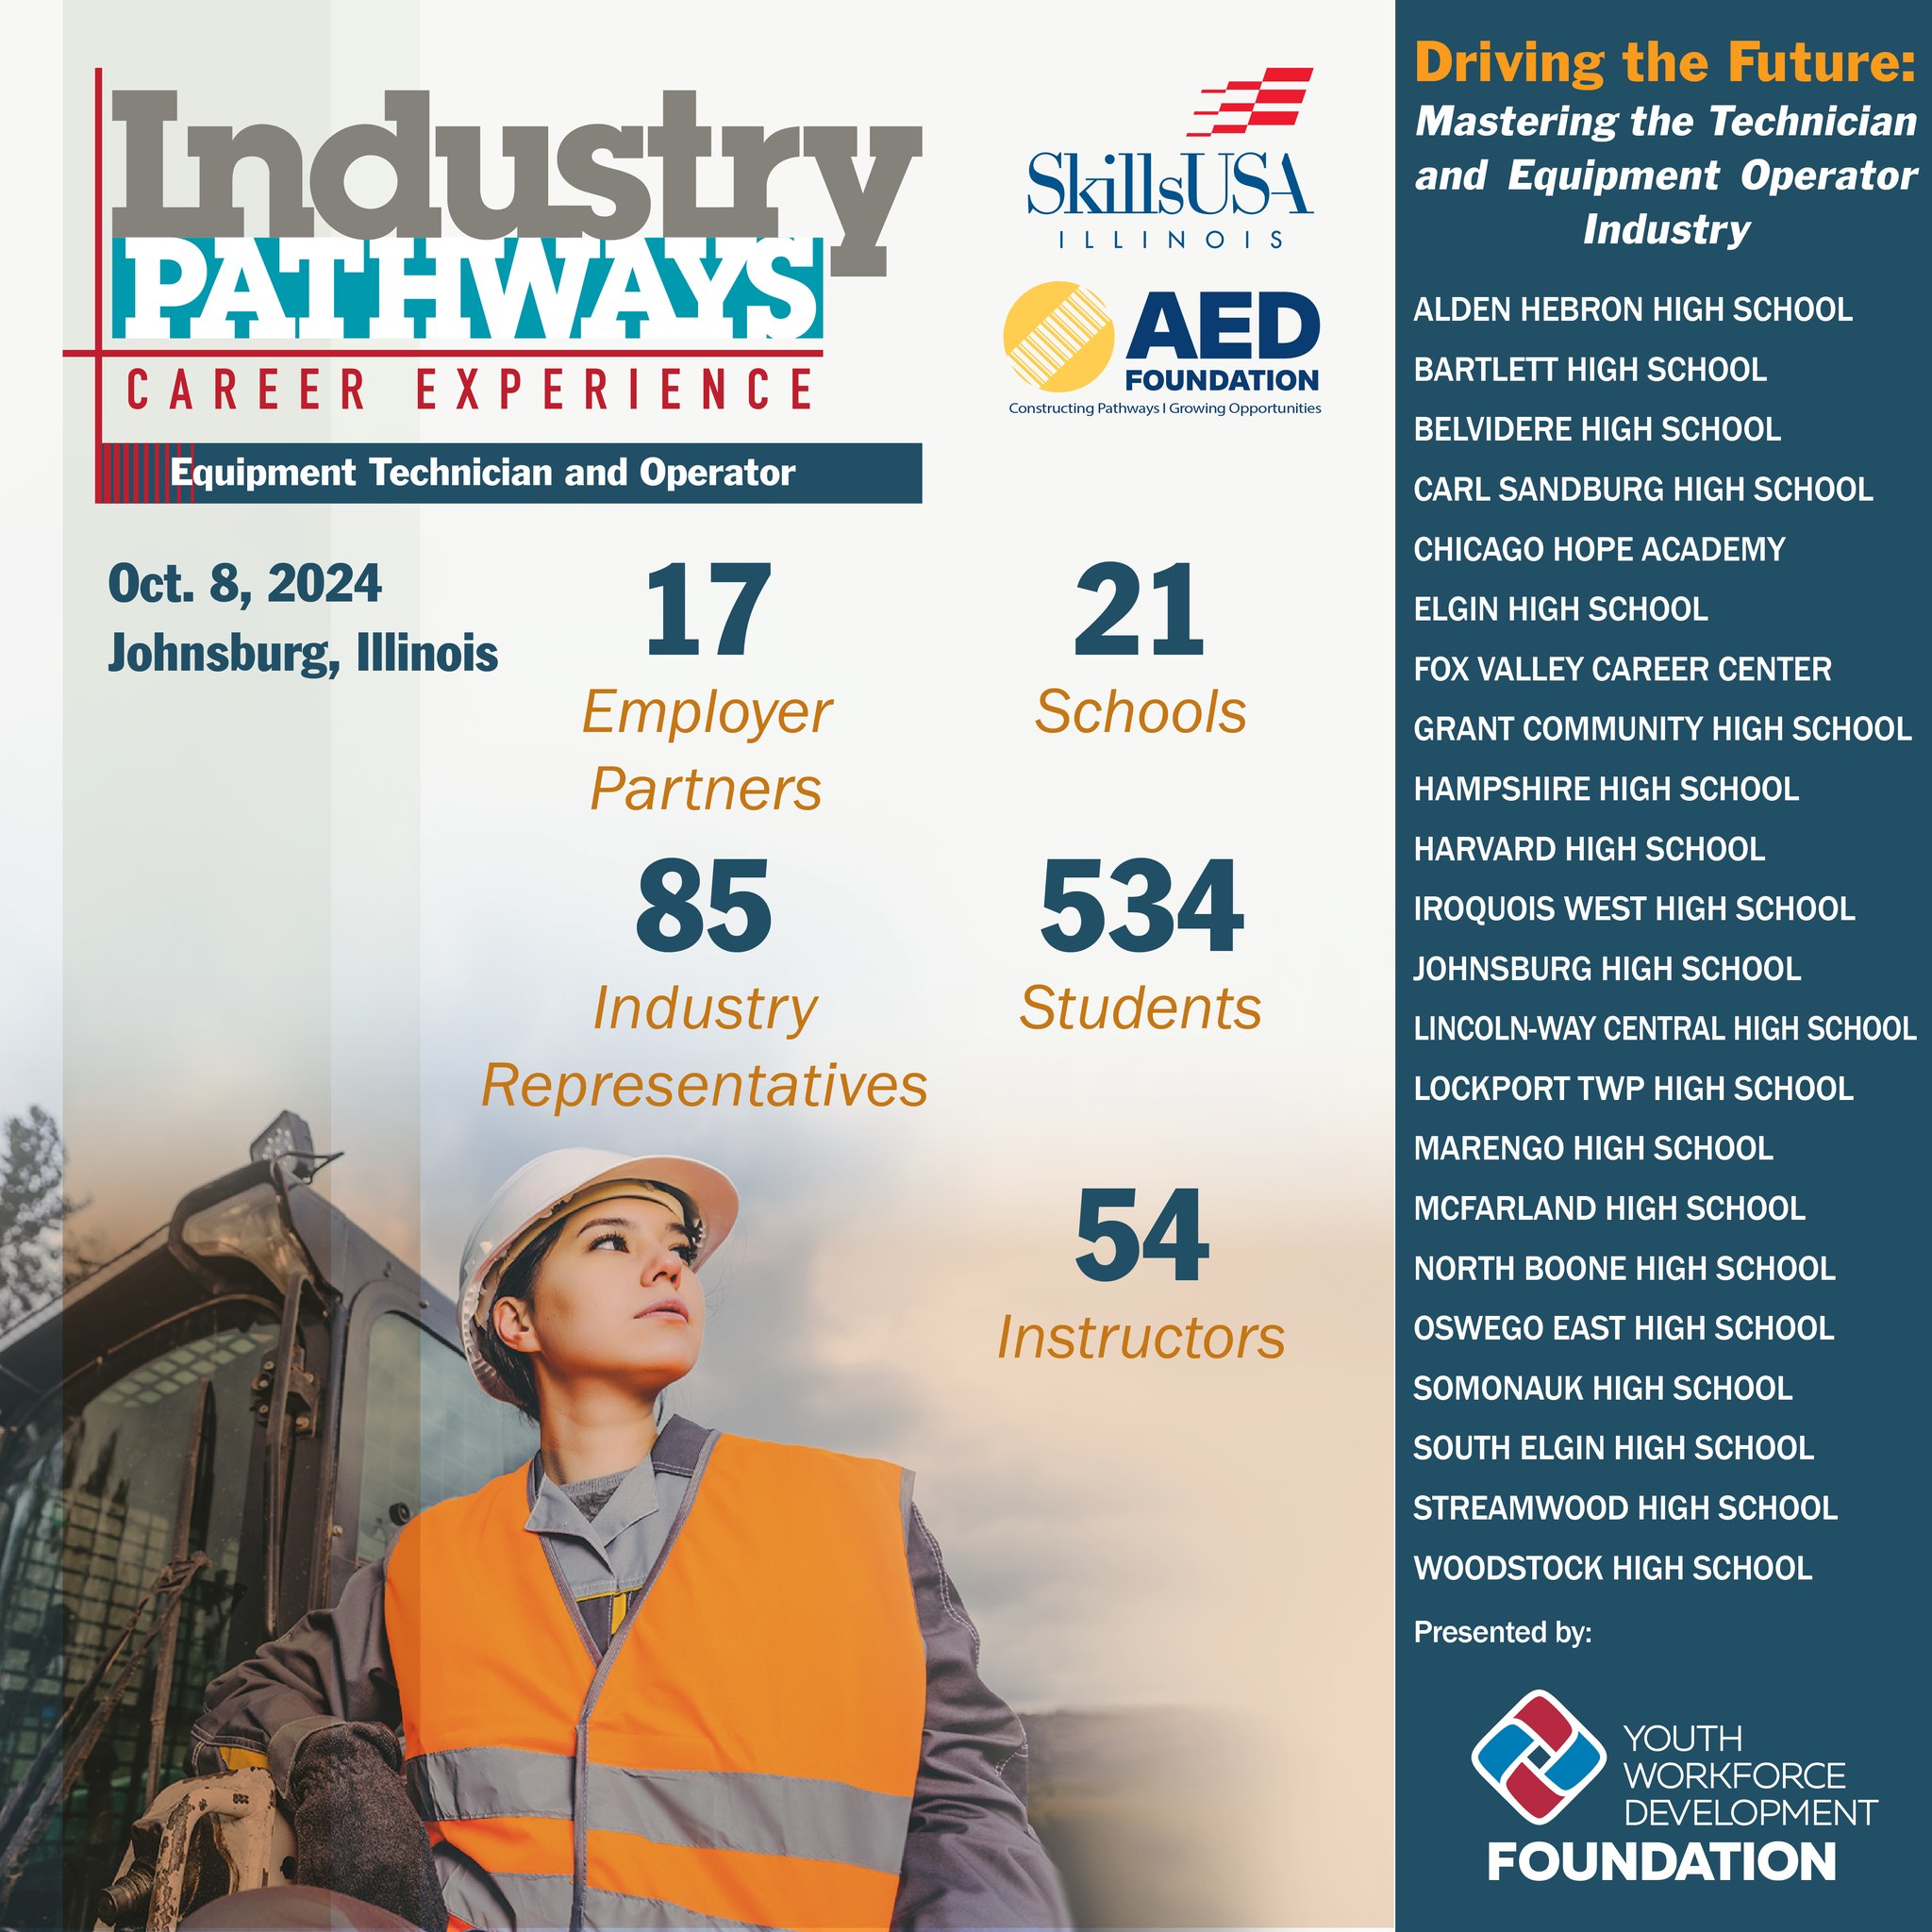 Industry
PATHWAYS
CAREER EXPERIENCE
Equipment Technician and Operator
SkillsUSA
ILLINOIS
AED
FOUNDATION
Constructing Pathways | Growing Opportunities
Oct. 8, 2024
Johnsburg, Illinois
17
Employer
Partners
21
Schools
85
Industry
Representatives
534
Students
54
Instructors
Driving the Future:
Mastering the Technician
and Equipment Operator
Industry
ALDEN HEBRON HIGH SCHOOL
BARTLETT HIGH SCHOOL
BELVIDERE HIGH SCHOOL
CARL SANDBURG HIGH SCHOOL
CHICAGO HOPE ACADEMY
ELGIN HIGH SCHOOL
FOX VALLEY CAREER CENTER
GRANT COMMUNITY HIGH SCHOOL
HAMPSHIRE HIGH SCHOOL
HARVARD HIGH SCHOOL
IROQUOIS WEST HIGH SCHOOL
JOHNSBURG HIGH SCHOOL
LINCOLN-WAY CENTRAL HIGH SCHOOL
LOCKPORT TWP HIGH SCHOOL
MARENGO HIGH SCHOOL
MCFARLAND HIGH SCHOOL
NORTH BOONE HIGH SCHOOL
OSWEGO EAST HIGH SCHOOL
SOMONAUK HIGH SCHOOL
SOUTH ELGIN HIGH SCHOOL
STREAMWOOD HIGH SCHOOL
WOODSTOCK HIGH SCHOOL
Presented by:
YOUTH
WORKFORCE
DEVELOPMENT
FOUNDATION